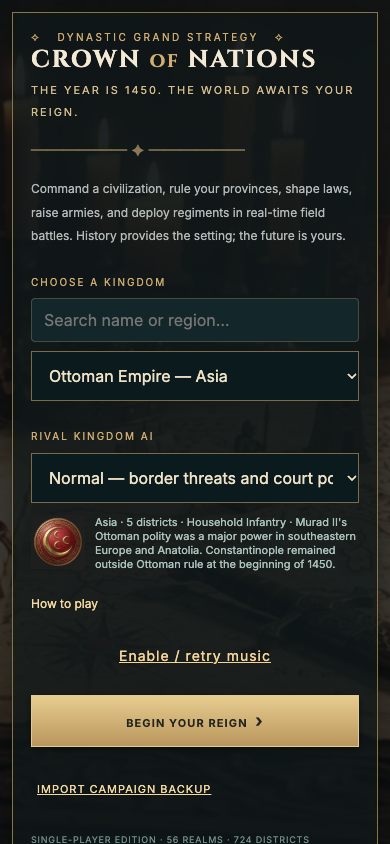 DYNASTIC GRAND STRATEGY
CROWN OF NATIONS
THE YEAR IS 1450. THE WORLD AWAITS YOUR
REIGN.
Command a civilization, rule your provinces, shape laws,
raise armies, and deploy regiments in real-time field
battles. History provides the setting; the future is yours.
CHOOSE A KINGDOM
Search name or region...
Ottoman Empire — Asia
RIVAL KINGDOM AI
Normal — border threats and court po
Asia · 5 districts · Household Infantry · Murad II's
Ottoman polity was a major power in southeastern
Europe and Anatolia. Constantinople remained
outside Ottoman rule at the beginning of 1450.
How to play
Enable / retry music
BEGIN YOUR REIGN ›
IMPORT CAMPAIGN BACKUP
SINGLE-PLAYER EDITION · 56 REALMS · 724 DISTRICTS